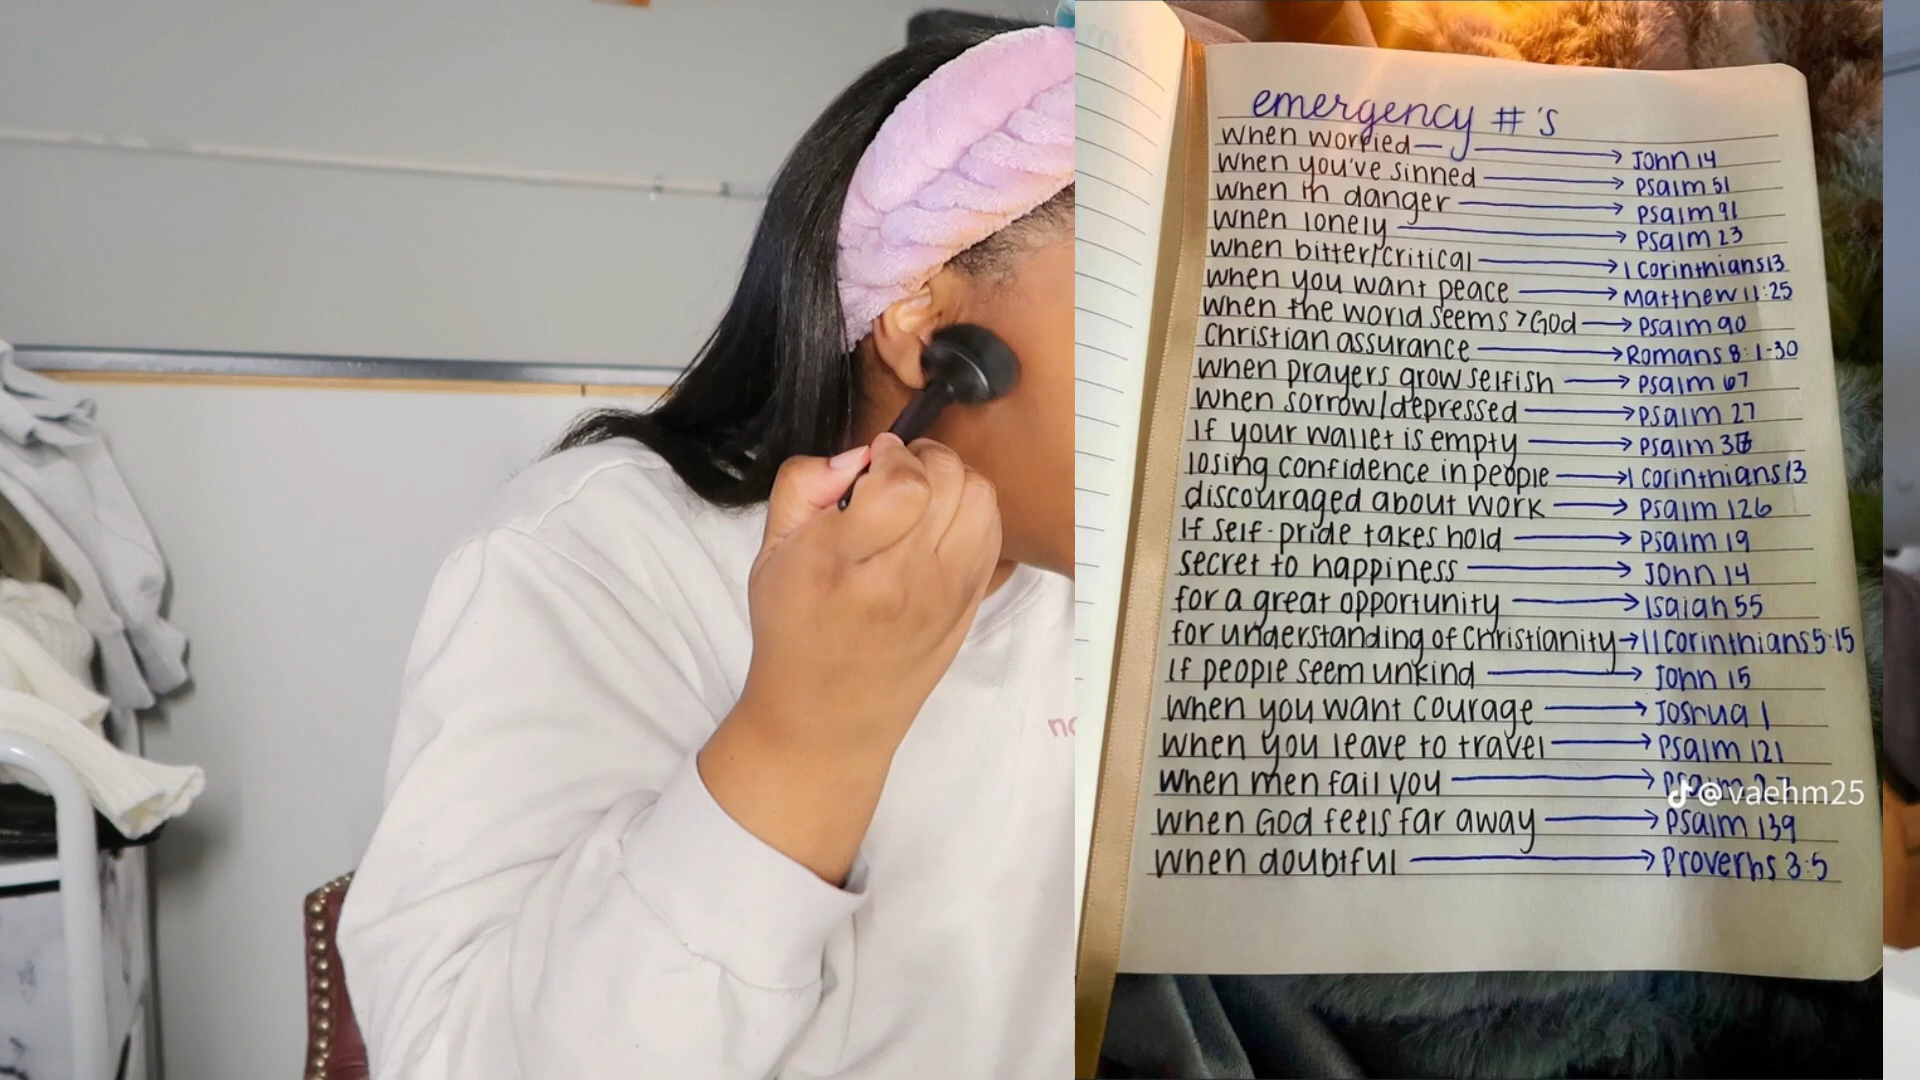 emergency #'s
when worried → John 14
when you've sinned → Psalm 51
when in danger → Psalm 91
when lonely → Psalm 23
when bitter/critical → 1 Corinthians 13
when you want peace → Matthew 11:25
when the world seems > God → Psalm 90
Christian assurance → Romans 8:1-30
when prayers grow selfish → Psalm 67
when sorrow/depressed → Psalm 27
If your wallet is empty → Psalm
losing confidence in people → 1 Corinthians 13
discouraged about work → Psalm 126
If self-pride takes hold → Psalm 19
secret to happiness → John 14
for a great opportunity → Isaiah 55
for understanding of Christianity → 11 Corinthians 5:15
If people seem unkind → John 15
when you want courage → Joshua 1
when you leave to travel → Psalm 121
when men fail you → Psalm 27
@vaehm25
when God feels far away → Psalm 139
when doubtful → Proverbs 3:5